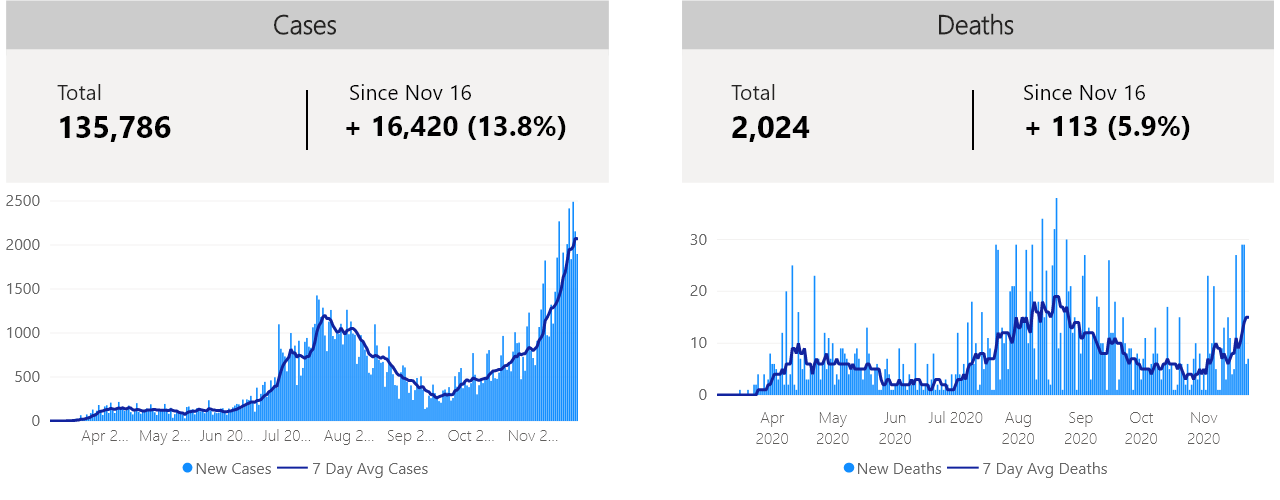 Cases
Total
135,786
Since Nov 16
+ 16,420 (13.8%)
2500
2000
1500
1000
500
0
Apr 2... May 2... Jun 20... Jul 20... Aug 2... Sep 2... Oct 2... Nov 2...
New Cases 7 Day Avg Cases
Deaths
Total
2,024
Since Nov 16
+ 113 (5.9%)
30
20
10
0
Apr 2020
May 2020
Jun 2020
Jul 2020
Aug 2020
Sep 2020
Oct 2020
Nov 2020
New Deaths 7 Day Avg Deaths